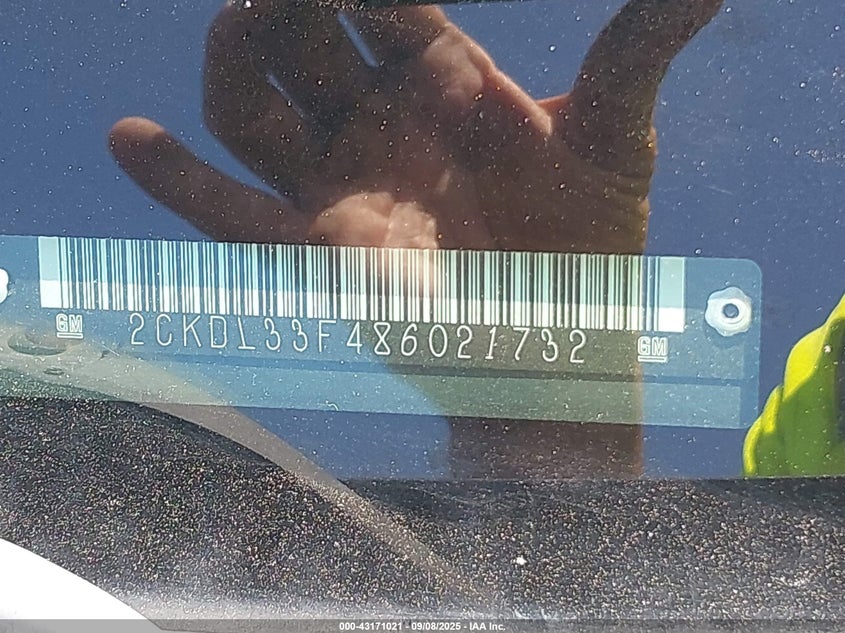 GM 2CKDL33F486021732 GM
000-43171021 - 09/08/2025 - IAA Inc.